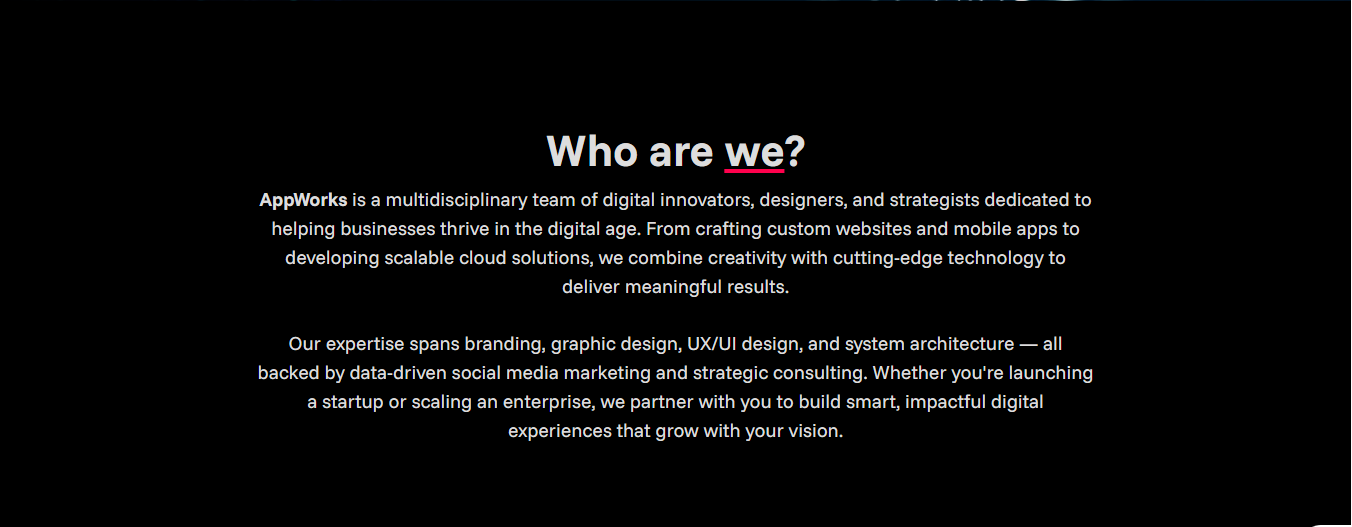 Who are we?
AppWorks is a multidisciplinary team of digital innovators, designers, and strategists dedicated to
helping businesses thrive in the digital age. From crafting custom websites and mobile apps to
developing scalable cloud solutions, we combine creativity with cutting-edge technology to
deliver meaningful results.
Our expertise spans branding, graphic design, UX/UI design, and system architecture — all
backed by data-driven social media marketing and strategic consulting. Whether you're launching
a startup or scaling an enterprise, we partner with you to build smart, impactful digital
experiences that grow with your vision.